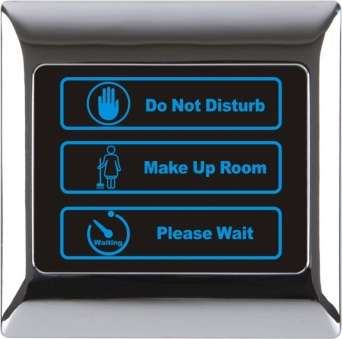 Do Not Disturb
Make Up Room
Waiting
Please Wait